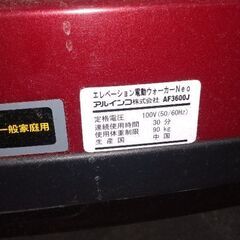 エレベーション電動ウォーカーNeo
アルインコ株式会社 AF3600J
定格電圧 100V(50/60Hz)
連続使用時間 30分
使用体重制限 90kg
生産国 中国
一般家庭用